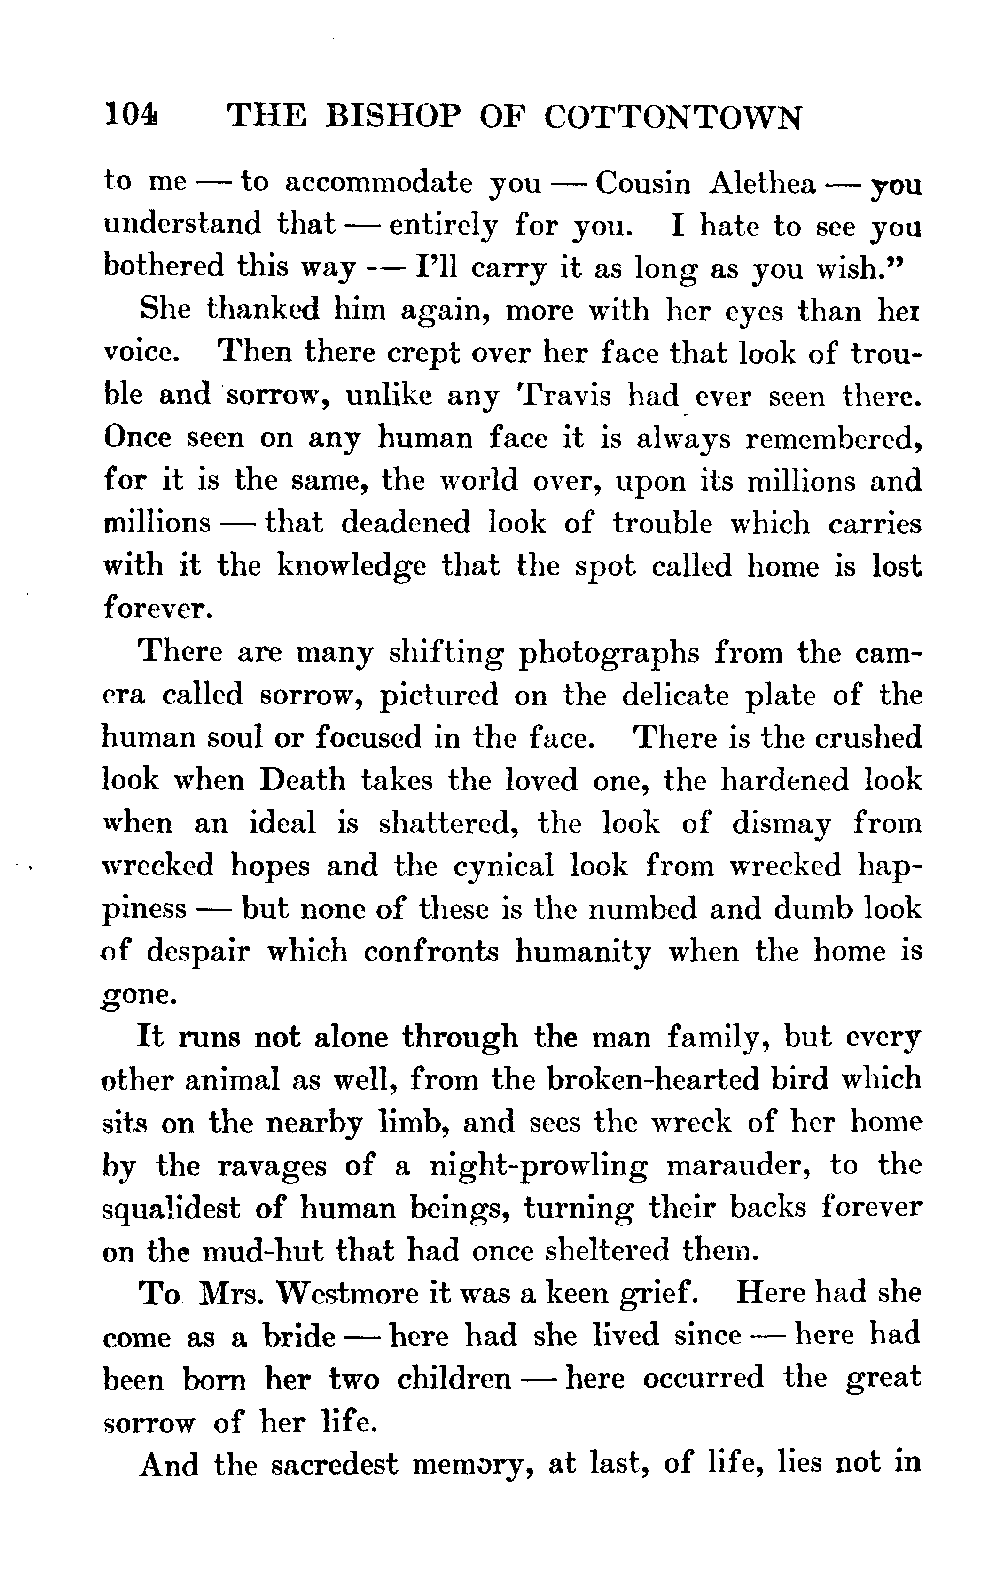 104 THE BISHOP OF COTTONTOWN
to me — to accommodate you — Cousin Alethea — you
understand that — entirely for you. I hate to see you
bothered this way — I'll carry it as long as you wish."
She thanked him again, more with her eyes than her
voice. Then there crept over her face that look of trou-
ble and sorrow, unlike any Travis had ever seen there.
Once seen on any human face it is always remembered,
for it is the same, the world over, upon its millions and
millions — that deadened look of trouble which carries
with it the knowledge that the spot called home is lost
forever.
There are many shifting photographs from the cam-
era called sorrow, pictured on the delicate plate of the
human soul or focused in the face. There is the crushed
look when Death takes the loved one, the hardened look
when an ideal is shattered, the look of dismay from
wrecked hopes and the cynical look from wrecked hap-
piness — but none of these is the numbed and dumb look
of despair which confronts humanity when the home is
gone.
It runs not alone through the man family, but every
other animal as well, from the broken-hearted bird which
sits on the nearby limb, and sees the wreck of her home
by the ravages of a night-prowling marauder, to the
squalidest of human beings, turning their backs forever
on the mud-hut that had once sheltered them.
To Mrs. Westmore it was a keen grief. Here had she
come as a bride — here had she lived since — here had
been born her two children — here occurred the great
sorrow of her life.
And the sacredest memory, at last, of life, lies not in